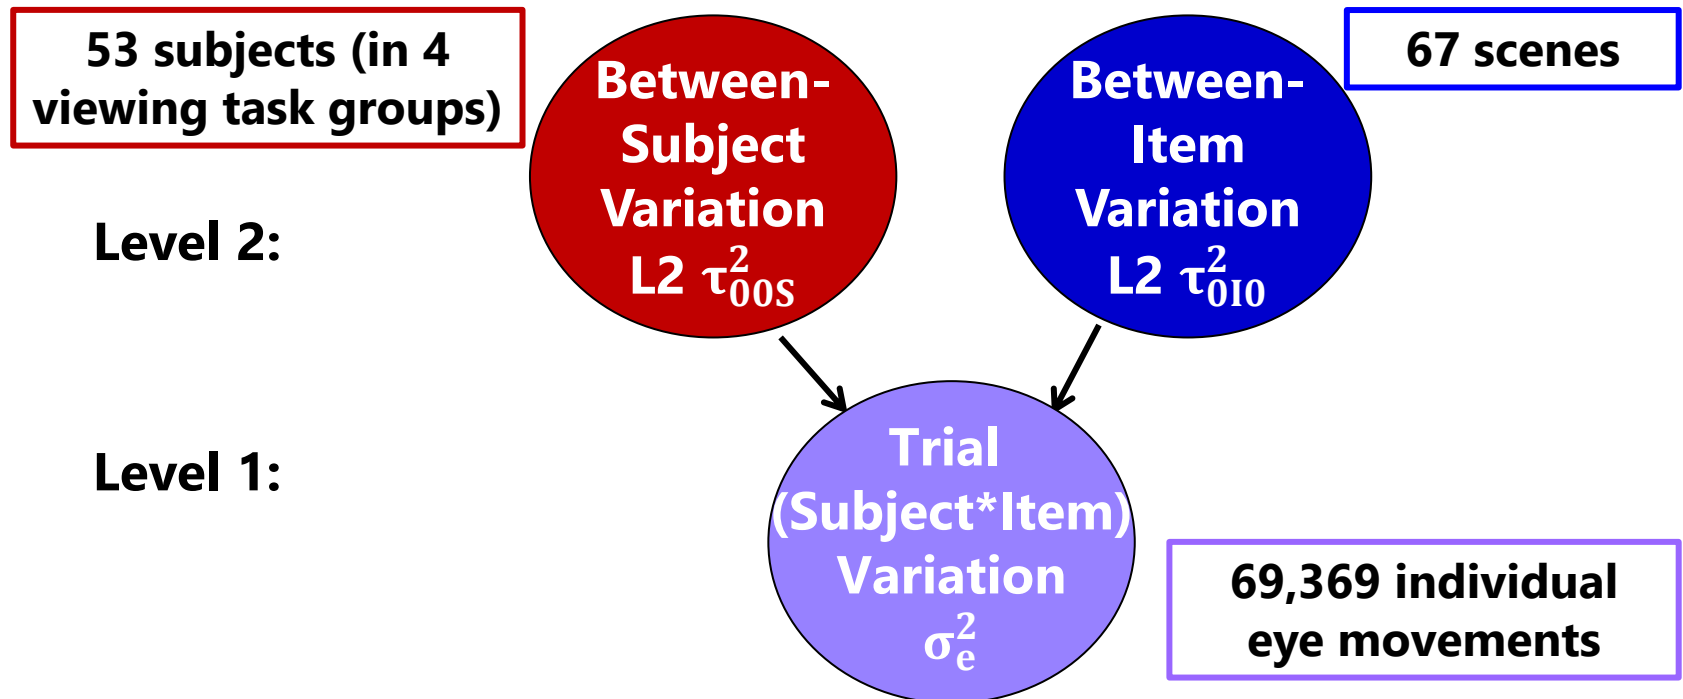 53 subjects (in 4
viewing task groups)
Between-
Subject
Variation
L2 τ²₀₀S
Between-
Item
Variation
L2 τ²₀I₀
67 scenes
Level 2:
Level 1:
Trial
(Subject*Item)
Variation
σ²ₑ
69,369 individual
eye movements